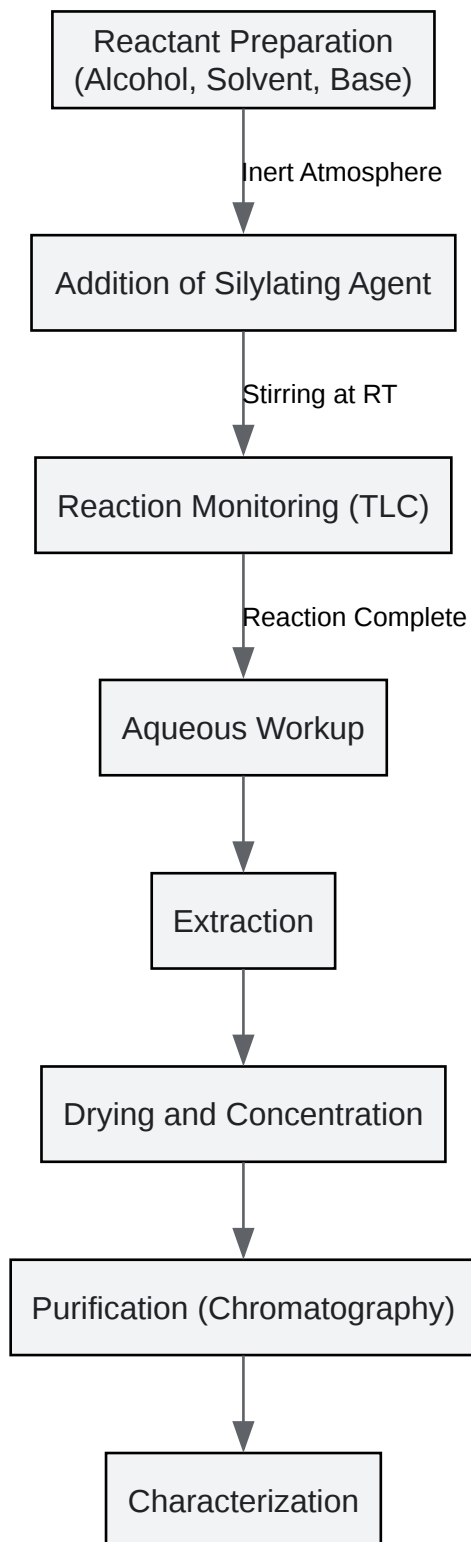 Reactant Preparation
(Alcohol, Solvent, Base)
Inert Atmosphere
Addition of Silylating Agent
Stirring at RT
Reaction Monitoring (TLC)
Reaction Complete
Aqueous Workup
Extraction
Drying and Concentration
Purification (Chromatography)
Characterization